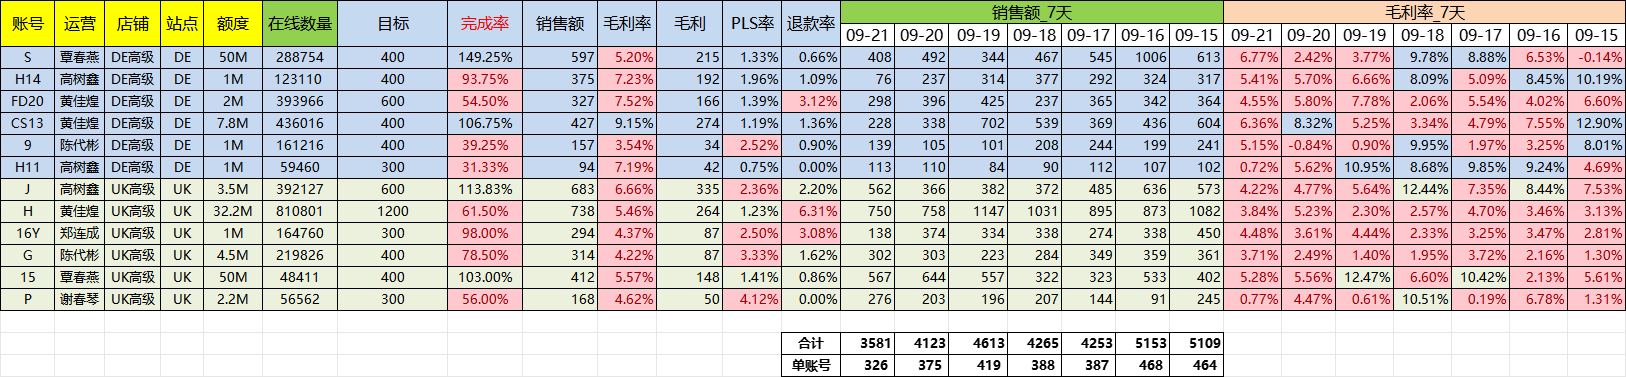 账号 运营 店铺 站点 额度 在线数量 目标 完成率 销售额 毛利率 毛利 PLS率 退款率 销售额_7天 毛利率_7天
09-21 09-20 09-19 09-18 09-17 09-16 09-15 09-21 09-20 09-19 09-18 09-17 09-16 09-15
S 覃春燕 DE高级 DE 50M 288754 400 149.25% 597 5.20% 215 1.33% 0.66% 408 492 344 467 545 1006 613 6.77% 2.42% 3.77% 9.78% 8.88% 6.53% -0.14%
H14 高树鑫 DE高级 DE 1M 123110 400 93.75% 375 7.23% 192 1.96% 1.09% 76 237 314 377 292 324 317 5.41% 5.70% 6.66% 8.09% 5.09% 8.45% 10.19%
FD20 黄佳煌 DE高级 DE 2M 393966 600 54.50% 327 7.52% 166 1.39% 3.12% 298 396 425 237 365 342 364 4.55% 5.80% 7.78% 2.06% 5.54% 4.02% 6.60%
CS13 黄佳煌 DE高级 DE 7.8M 436016 400 106.75% 427 9.15% 274 1.19% 1.36% 228 338 702 539 369 436 604 6.36% 8.32% 5.25% 3.34% 4.79% 7.55% 12.90%
9 陈代彬 DE高级 DE 1M 161216 400 39.25% 157 3.54% 34 2.52% 0.90% 139 105 101 208 244 199 241 5.15% -0.84% 0.90% 9.95% 1.97% 3.25% 8.01%
H11 高树鑫 DE高级 DE 1M 59460 300 31.33% 94 7.19% 42 0.75% 0.00% 113 110 84 90 112 107 102 0.72% 5.62% 10.95% 8.68% 9.85% 9.24% 4.69%
J 高树鑫 UK高级 UK 3.5M 392127 600 113.83% 683 6.66% 335 2.36% 2.20% 562 366 382 372 485 636 573 4.22% 4.77% 5.64% 12.44% 7.35% 8.44% 7.53%
H 黄佳煌 UK高级 UK 32.2M 810801 1200 61.50% 738 5.46% 264 1.23% 6.31% 750 758 1147 1031 895 873 1082 3.84% 5.23% 2.30% 2.57% 4.70% 3.46% 3.13%
16Y 郑连成 UK高级 UK 1M 164760 300 98.00% 294 4.37% 87 2.50% 3.08% 138 374 334 338 274 338 450 4.48% 3.61% 4.44% 2.33% 3.25% 3.47% 2.81%
G 陈代彬 UK高级 UK 4.5M 219826 400 78.50% 314 4.22% 87 3.33% 1.62% 302 303 223 284 349 359 361 3.71% 2.49% 1.40% 1.95% 3.72% 2.16% 1.30%
15 覃春燕 UK高级 UK 50M 48411 400 103.00% 412 5.57% 148 1.41% 0.86% 567 644 557 322 323 533 402 5.28% 5.56% 12.47% 6.60% 10.42% 2.13% 5.61%
P 谢春琴 UK高级 UK 2.2M 56562 300 56.00% 168 4.62% 50 4.12% 0.00% 276 203 196 207 144 91 245 0.77% 4.47% 0.61% 10.51% 0.19% 6.78% 1.31%
合计 3581 4123 4613 4265 4253 5153 5109
单账号 326 375 419 388 387 468 464